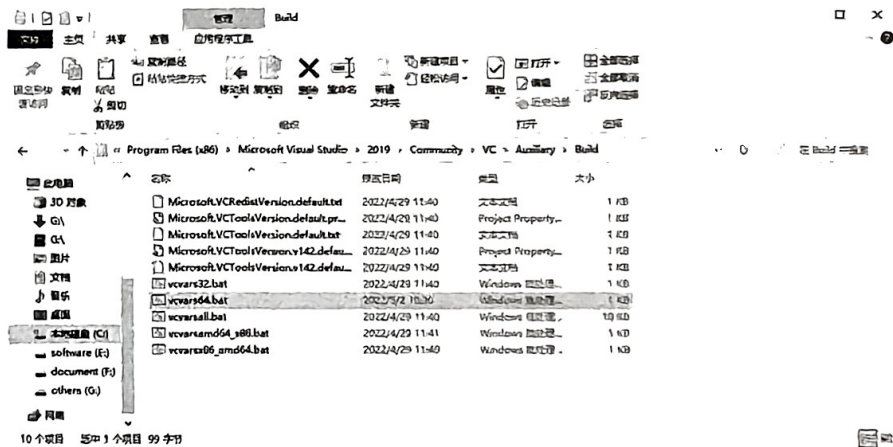 管理 Build
文件 主页 共享 查看 应用程序工具
复制路径
粘贴快捷方式
复制 粘贴 剪切
移动到 复制到 删除 重命名
新建
文件夹
新建项目
轻松访问
属性
打开
编辑
历史记录
全部选择
全部取消
反向选择
剪贴板 组织 新建 打开 选择
« Program Files (x86) › Microsoft Visual Studio › 2019 › Community › VC › Auxiliary › Build
名称 修改日期 类型 大小
Microsoft.VCRedistVersion.default.txt 2022/4/29 11:40 文本文档 1 KB
Microsoft.VCToolsVersion.default.pr... 2022/4/29 11:40 Project Property... 1 KB
Microsoft.VCToolsVersion.default.txt 2022/4/29 11:40 文本文档 1 KB
Microsoft.VCToolsVersion.v142.defau... 2022/4/29 11:40 Project Property... 1 KB
Microsoft.VCToolsVersion.v142.defau... 2022/4/29 11:40 文本文档 1 KB
vcvars32.bat 2022/4/29 11:40 Windows 批处理... 1 KB
vcvars64.bat Windows 批处理... 1 KB
vcvarsall.bat 2022/4/29 11:40 Windows 批处理... 10 KB
vcvarsamd64_x86.bat 2022/4/29 11:41 Windows 批处理... 1 KB
vcvarsx86_amd64.bat 2022/4/29 11:40 Windows 批处理... 1 KB
此电脑
3D 对象
G:\
G:\
图片
文档
音乐
桌面
本地磁盘 (C:)
software (E:)
document (F:)
others (G:)
网络
10 个项目 选中 1 个项目 99 字节